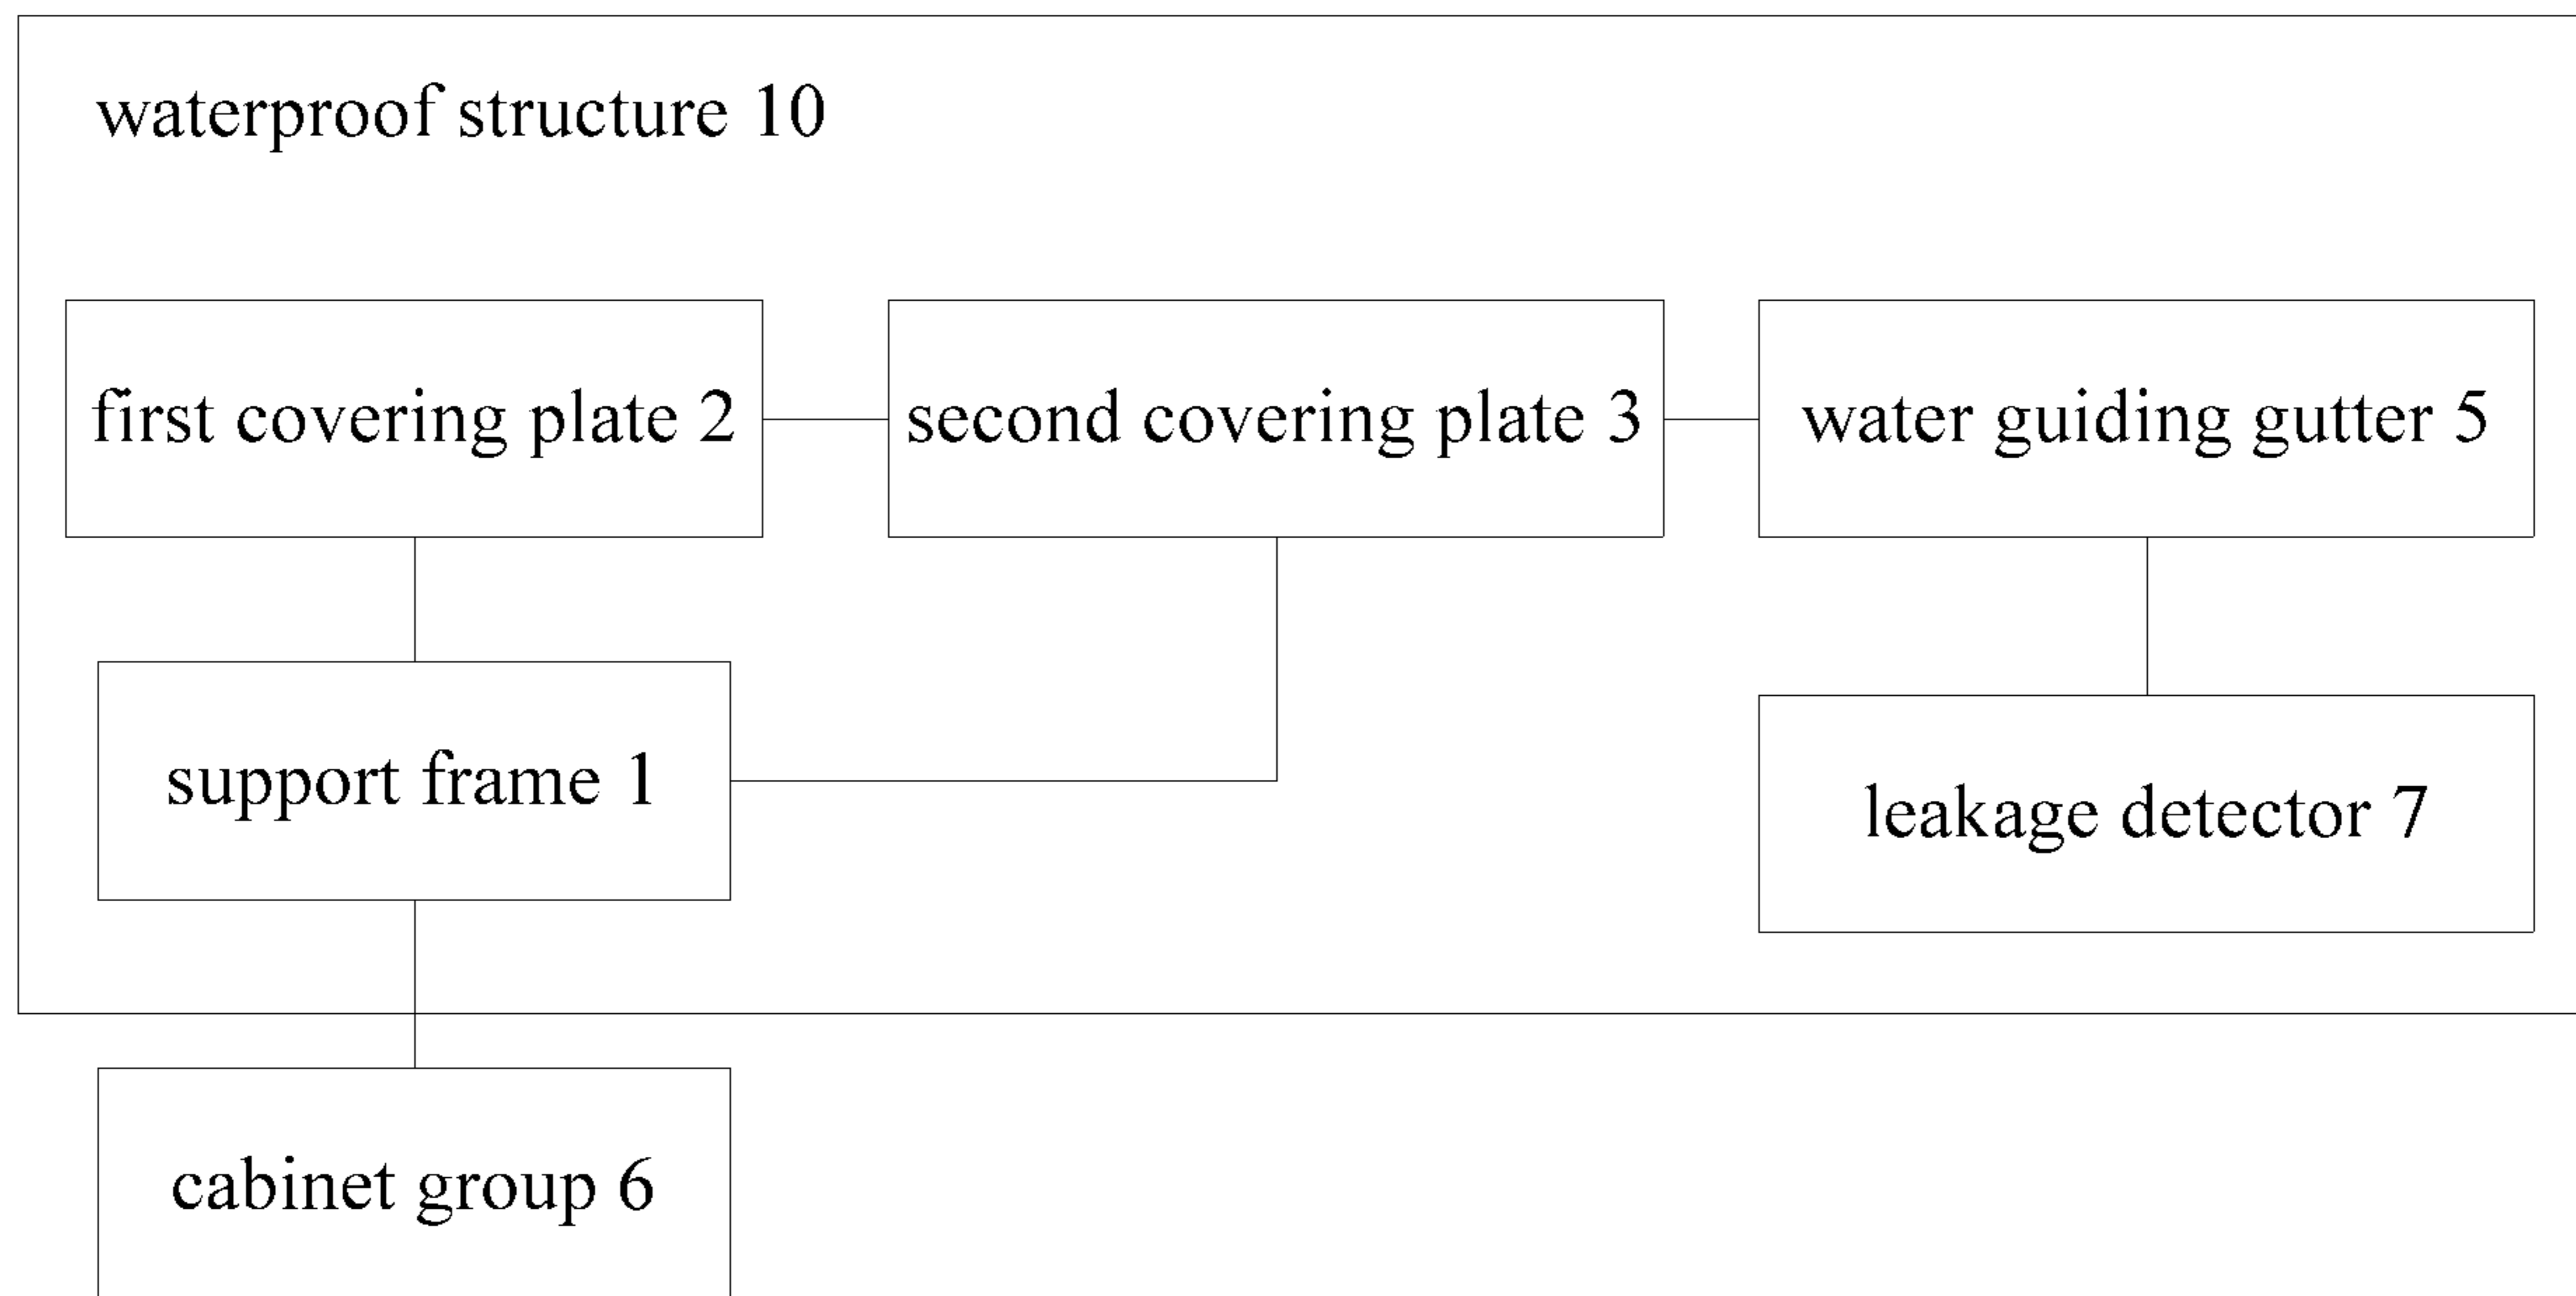 waterproof structure 10
first covering plate 2
second covering plate 3
water guiding gutter 5
support frame 1
leakage detector 7
cabinet group 6